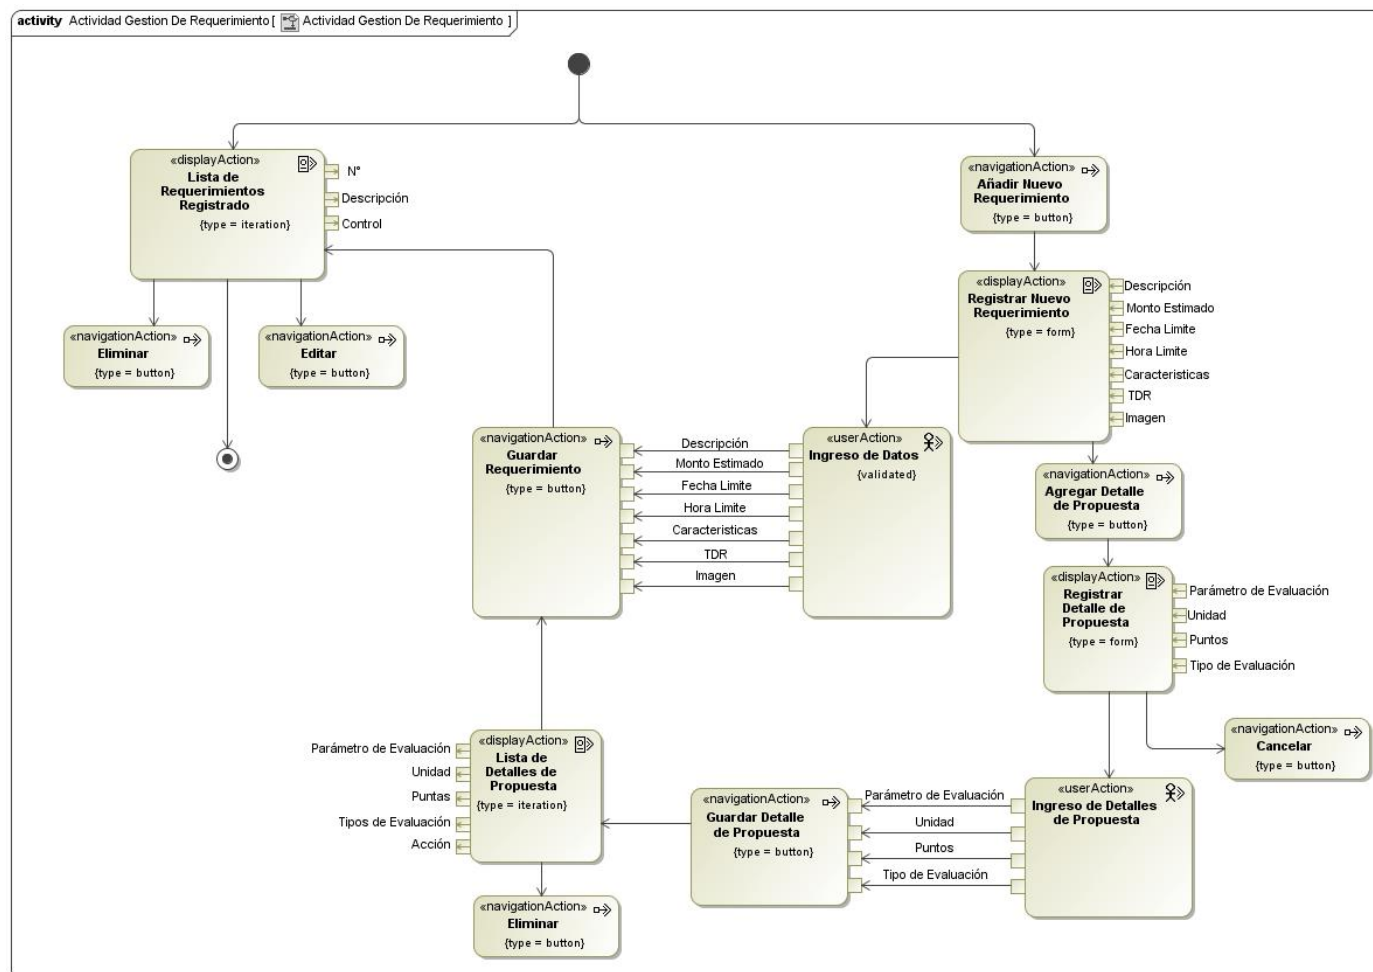 activity Actividad Gestion De Requerimiento [ Actividad Gestion De Requerimiento ]
«displayAction»
Lista de
Requerimientos
Registrado
{type = iteration}
N°
Descripción
Control
«navigationAction»
Añadir Nuevo
Requerimiento
{type = button}
«displayAction»
Registrar Nuevo
Requerimiento
{type = form}
Descripción
Monto Estimado
Fecha Limite
Hora Limite
Caracteristicas
TDR
Imagen
«navigationAction»
Eliminar
{type = button}
«navigationAction»
Editar
{type = button}
«navigationAction»
Guardar
Requerimiento
{type = button}
Descripción
Monto Estimado
Fecha Limite
Hora Limite
Caracteristicas
TDR
Imagen
«userAction»
Ingreso de Datos
{validated}
«navigationAction»
Agregar Detalle
de Propuesta
{type = button}
«displayAction»
Registrar
Detalle de
Propuesta
{type = form}
Parámetro de Evaluación
Unidad
Puntos
Tipo de Evaluación
«navigationAction»
Cancelar
{type = button}
Parámetro de Evaluación
Unidad
Puntas
Tipos de Evaluación
Acción
«displayAction»
Lista de
Detalles de
Propuesta
{type = iteration}
«navigationAction»
Guardar Detalle
de Propuesta
{type = button}
Parámetro de Evaluación
Unidad
Puntos
Tipo de Evaluación
«userAction»
Ingreso de Detalles
de Propuesta
«navigationAction»
Eliminar
{type = button}